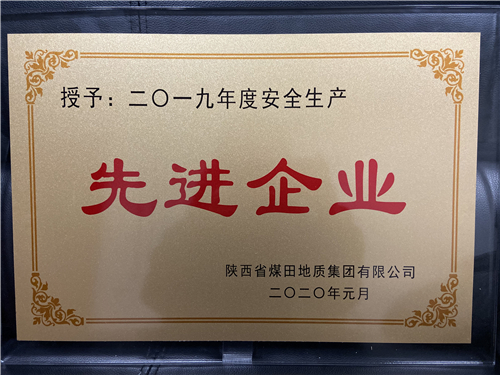 授予：二〇一九年度安全生产
先进企业
陕西省煤田地质集团有限公司
二〇二〇年元月